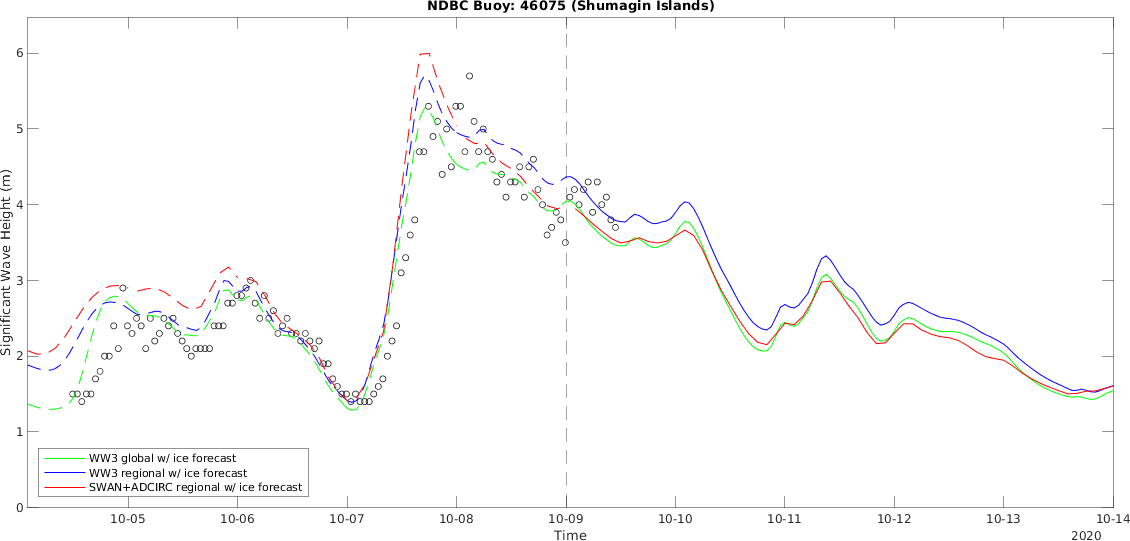 NDBC Buoy: 46075 (Shumagin Islands)
6
5
4
3
2
1
0
Significant Wave Height (m)
WW3 global w/ ice forecast
WW3 regional w/ ice forecast
SWAN+ADCIRC regional w/ ice forecast
10-05 10-06 10-07 10-08 10-09 10-10 10-11 10-12 10-13 10-14
Time
2020